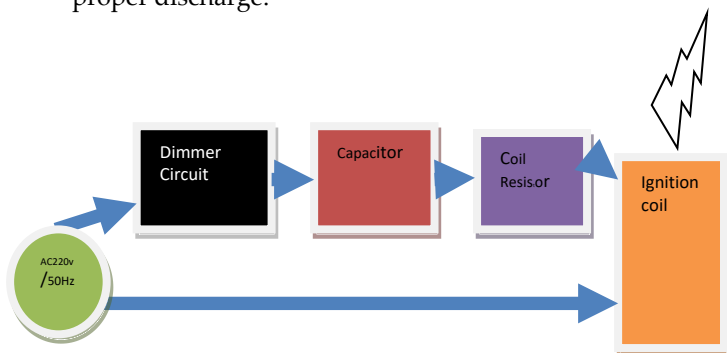 proper discharge.
Dimmer
Circuit
Capacitor
Coil
Resisor
Ignition
coil
AC220v
/50Hz